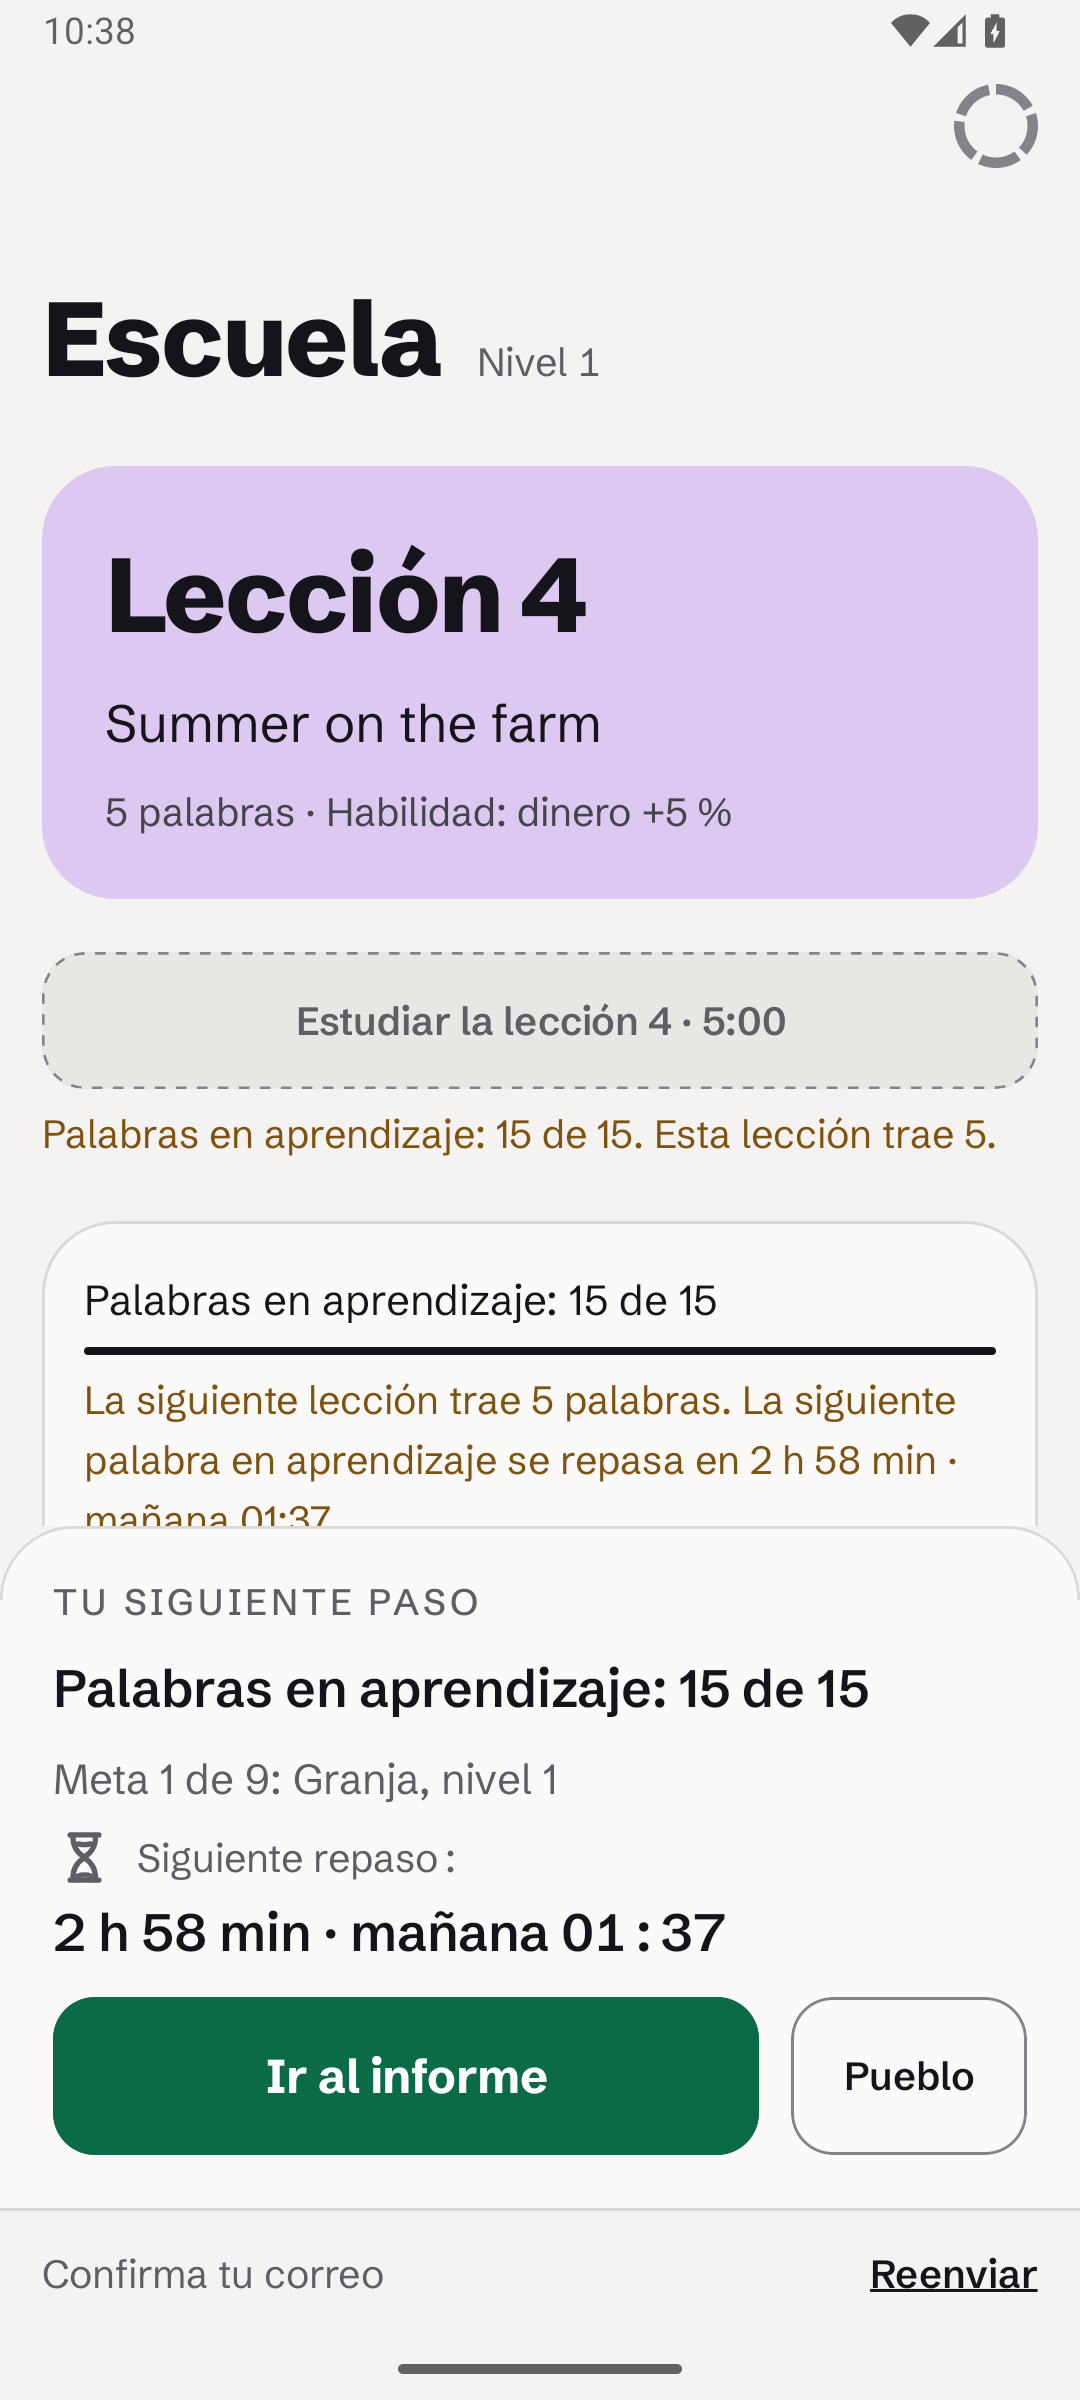 10:38
Escuela Nivel 1
Lección 4
Summer on the farm
5 palabras · Habilidad: dinero +5 %
Estudiar la lección 4 · 5:00
Palabras en aprendizaje: 15 de 15. Esta lección trae 5.
Palabras en aprendizaje: 15 de 15
La siguiente lección trae 5 palabras. La siguiente
palabra en aprendizaje se repasa en 2 h 58 min ·
mañana 01:37
TU SIGUIENTE PASO
Palabras en aprendizaje: 15 de 15
Meta 1 de 9: Granja, nivel 1
Siguiente repaso:
2 h 58 min · mañana 01:37
Ir al informe
Pueblo
Confirma tu correo
Reenviar